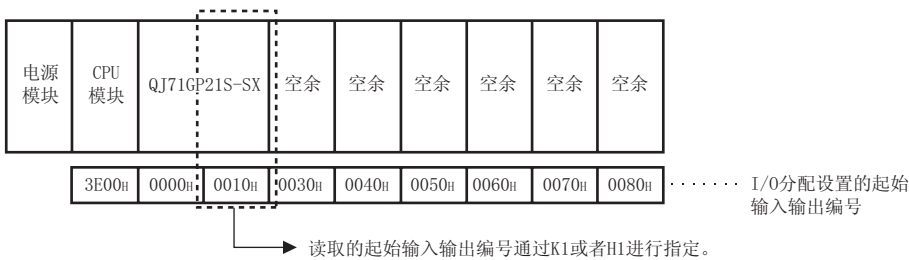 电源
模块
CPU
模块
QJ71GP21S-SX
空余
空余
空余
空余
空余
空余
3E00H 0000H 0010H 0030H 0040H 0050H 0060H 0070H 0080H
I/O分配设置的起始
输入输出编号
读取的起始输入输出编号通过K1或者H1进行指定。